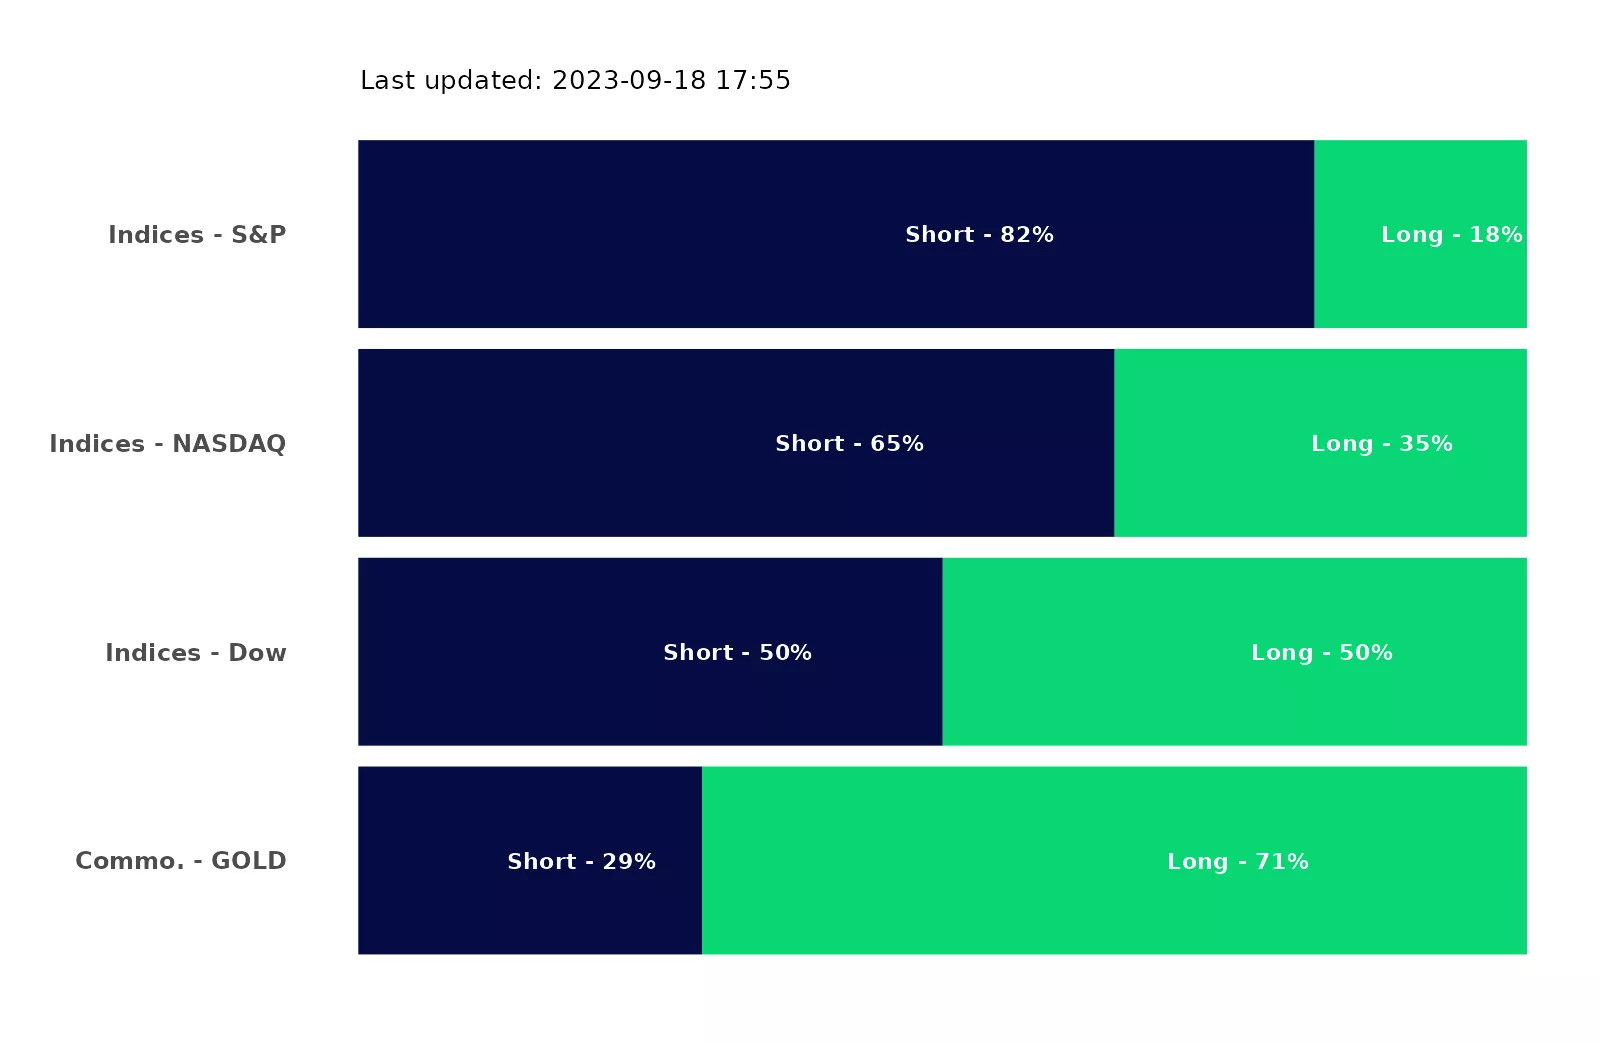 Last updated: 2023-09-18 17:55
Indices - S&P Short - 82% Long - 18%
Indices - NASDAQ Short - 65% Long - 35%
Indices - Dow Short - 50% Long - 50%
Commo. - GOLD Short - 29% Long - 71%